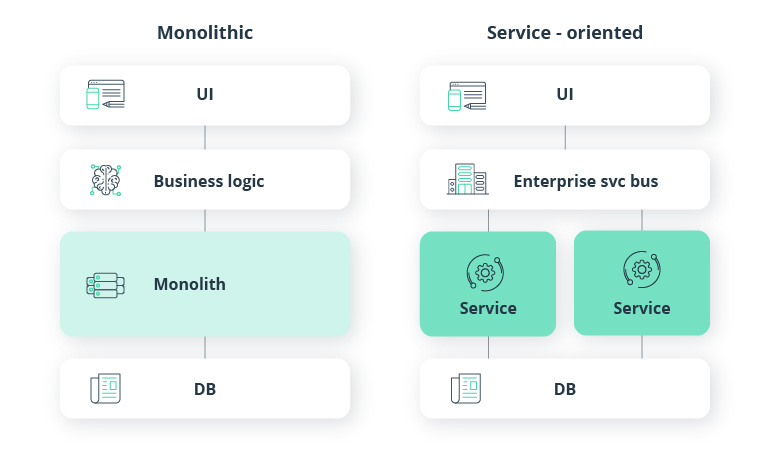 Monolithic
UI
Business logic
Monolith
DB
Service - oriented
UI
Enterprise svc bus
Service
Service
DB